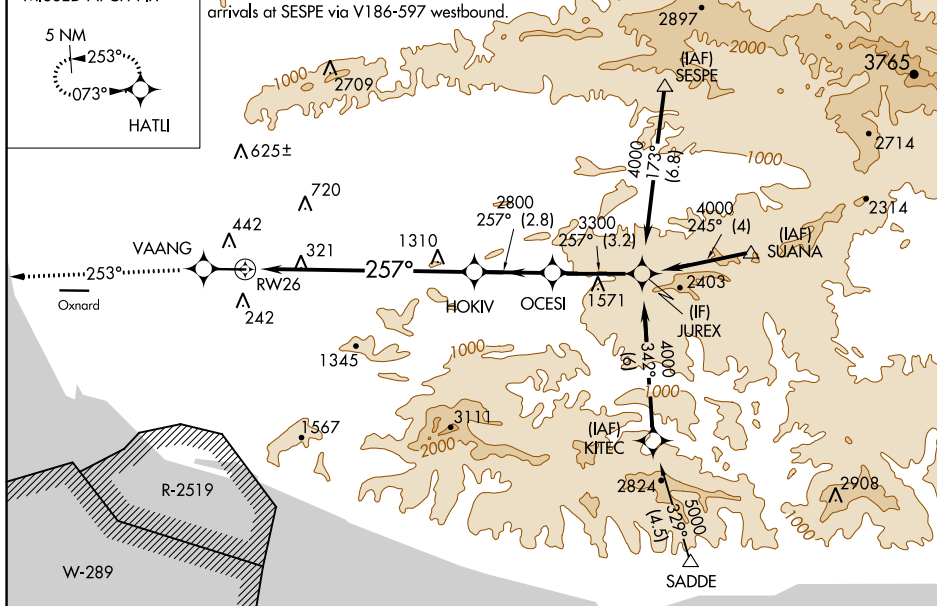 arrivals at SESPE via V186-597 westbound.
5 NM
253°
073°
HATLI
1000
2709
2897
2000
3765
(IAF)
SESPE
625±
2714
1000
4000
173°
(6.8)
720
2314
2800
257° (2.8)
3300
257° (3.2)
4000
245° (4)
(IAF)
SUANA
442
VAANG
321
1310
253°
257°
RW26
Oxnard
242
HOKIV
OCESI
1571
2403
(IF)
JUREX
1345
1000
4000
342°
(6)
1000
3111
1567
2000
(IAF)
KITEC
R-2519
2824
2908
1000
5000
329°
(4.5)
W-289
SADDE